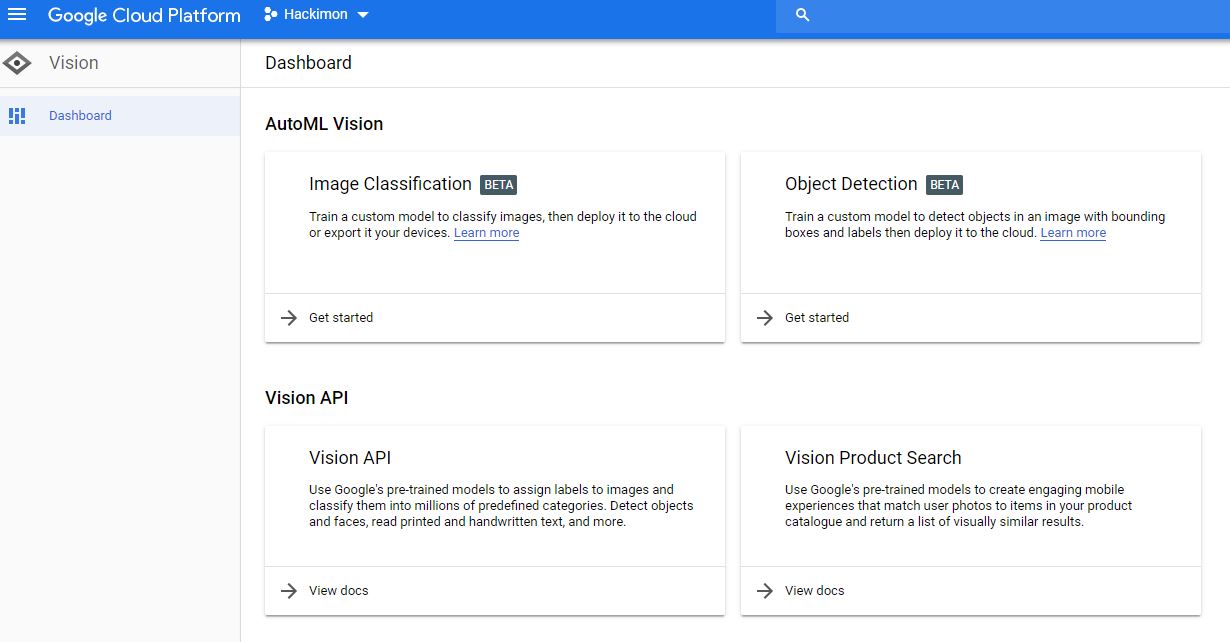 Google Cloud Platform
Hackimon
Vision
Dashboard
Dashboard
AutoML Vision
Image Classification BETA
Train a custom model to classify images, then deploy it to the cloud
or export it your devices. Learn more
Get started
Object Detection BETA
Train a custom model to detect objects in an image with bounding
boxes and labels then deploy it to the cloud. Learn more
Get started
Vision API
Vision API
Use Google's pre-trained models to assign labels to images and
classify them into millions of predefined categories. Detect objects
and faces, read printed and handwritten text, and more.
View docs
Vision Product Search
Use Google's pre-trained models to create engaging mobile
experiences that match user photos to items in your product
catalogue and return a list of visually similar results.
View docs